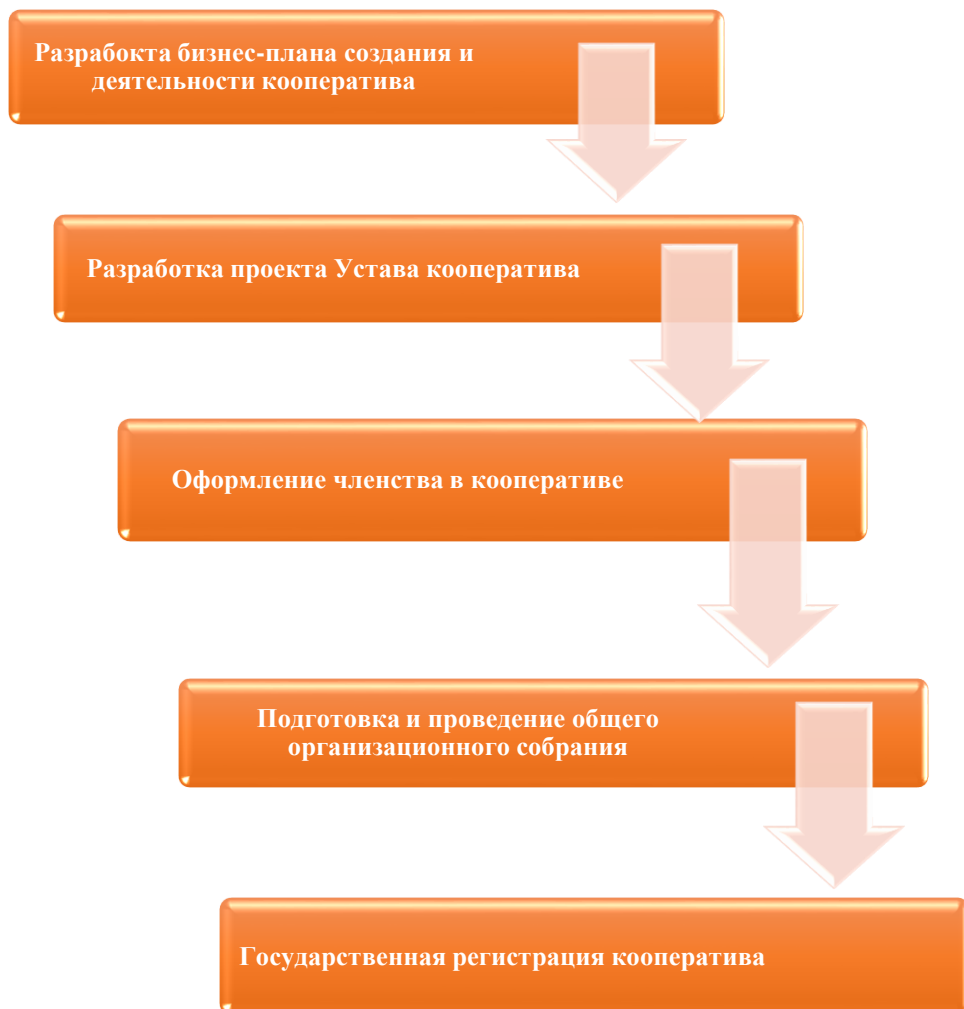 Разрабокта бизнес-плана создания и
деятельности кооператива
Разработка проекта Устава кооператива
Оформление членства в кооперативе
Подготовка и проведение общего
организационного собрания
Государственная регистрация кооператива